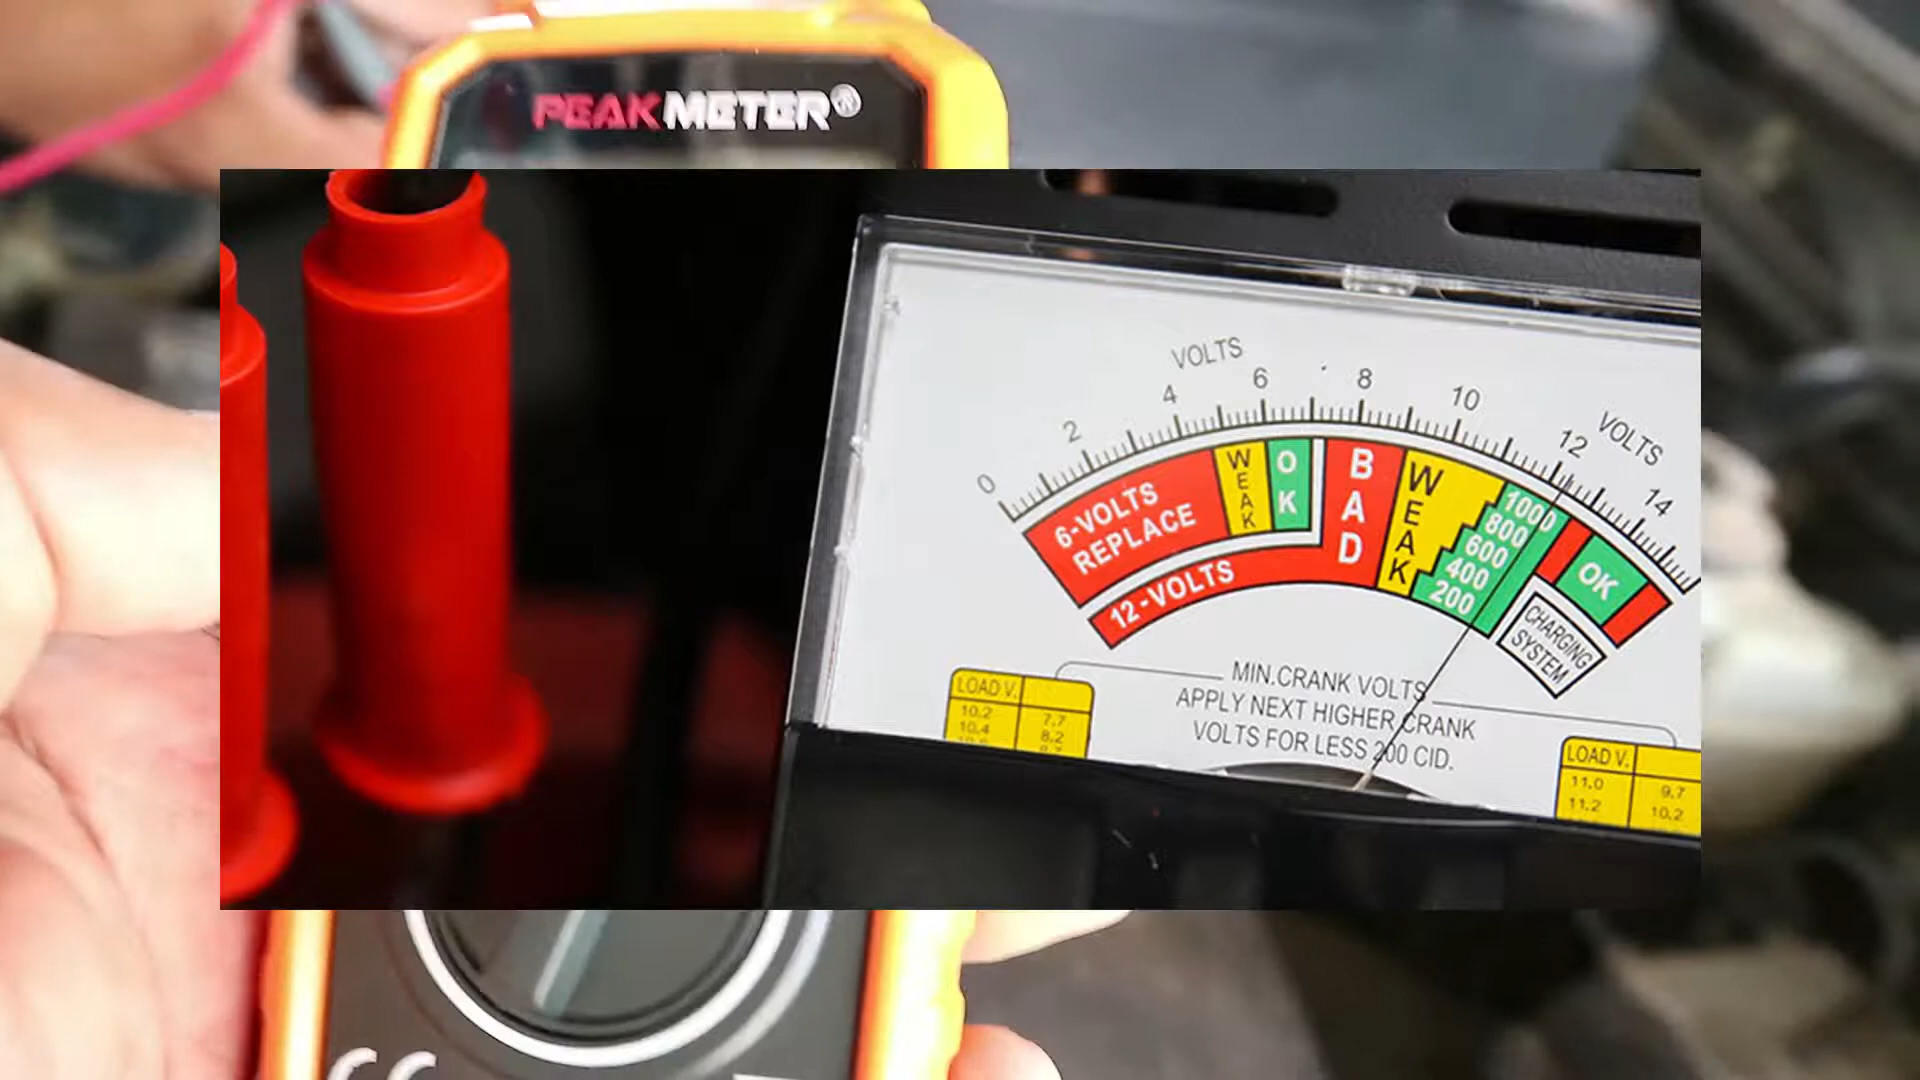 PEAKMETER®
VOLTS
0 2 4 6 8 10 12 14
VOLTS
6-VOLTS
REPLACE
WEAK
OK
BAD
WEAK
1000
800
600
400
200
OK
12-VOLTS
CHARGING
SYSTEM
MIN.CRANK VOLTS
APPLY NEXT HIGHER CRANK
VOLTS FOR LESS 200 CID.
LOAD V.
10.2 7.7
10.4 8.2
LOAD V.
11.0 9.7
11.2 10.2
CE